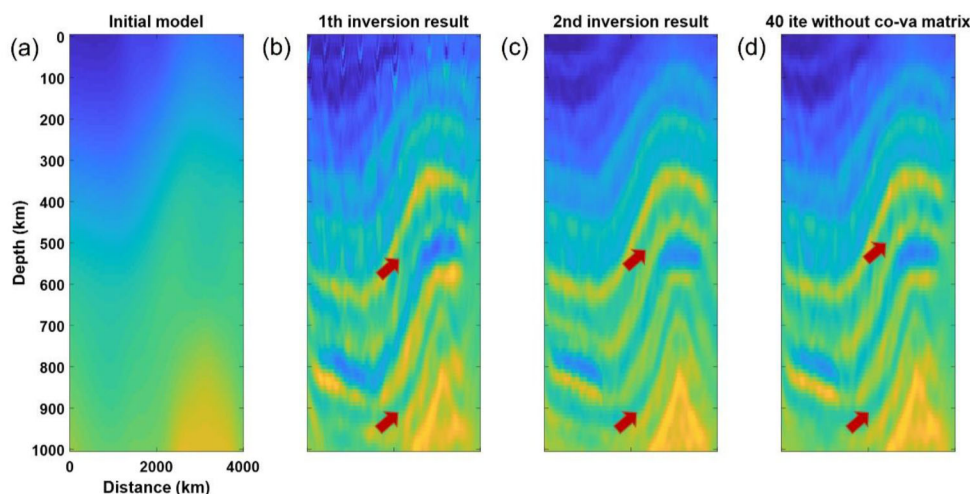 Initial model
1th inversion result
2nd inversion result
40 ite without co-va matrix
(a)
(b)
(c)
(d)
0
100
200
300
400
500
600
700
800
900
1000
Depth (km)
0
2000
4000
Distance (km)